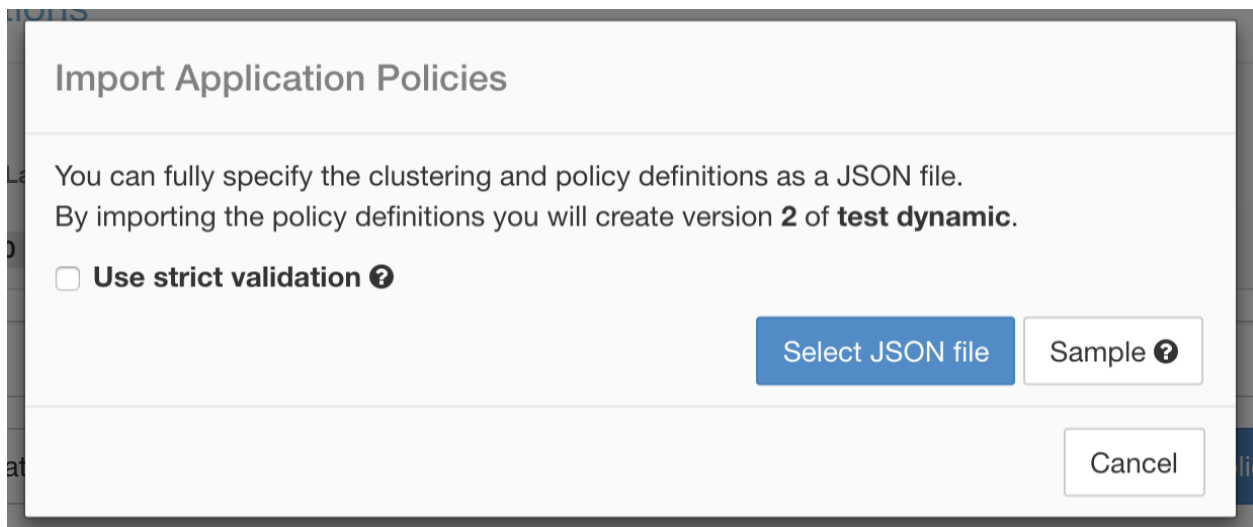 Import Application Policies
You can fully specify the clustering and policy definitions as a JSON file.
By importing the policy definitions you will create version 2 of test dynamic.
Use strict validation ?
Select JSON file
Sample ?
Cancel